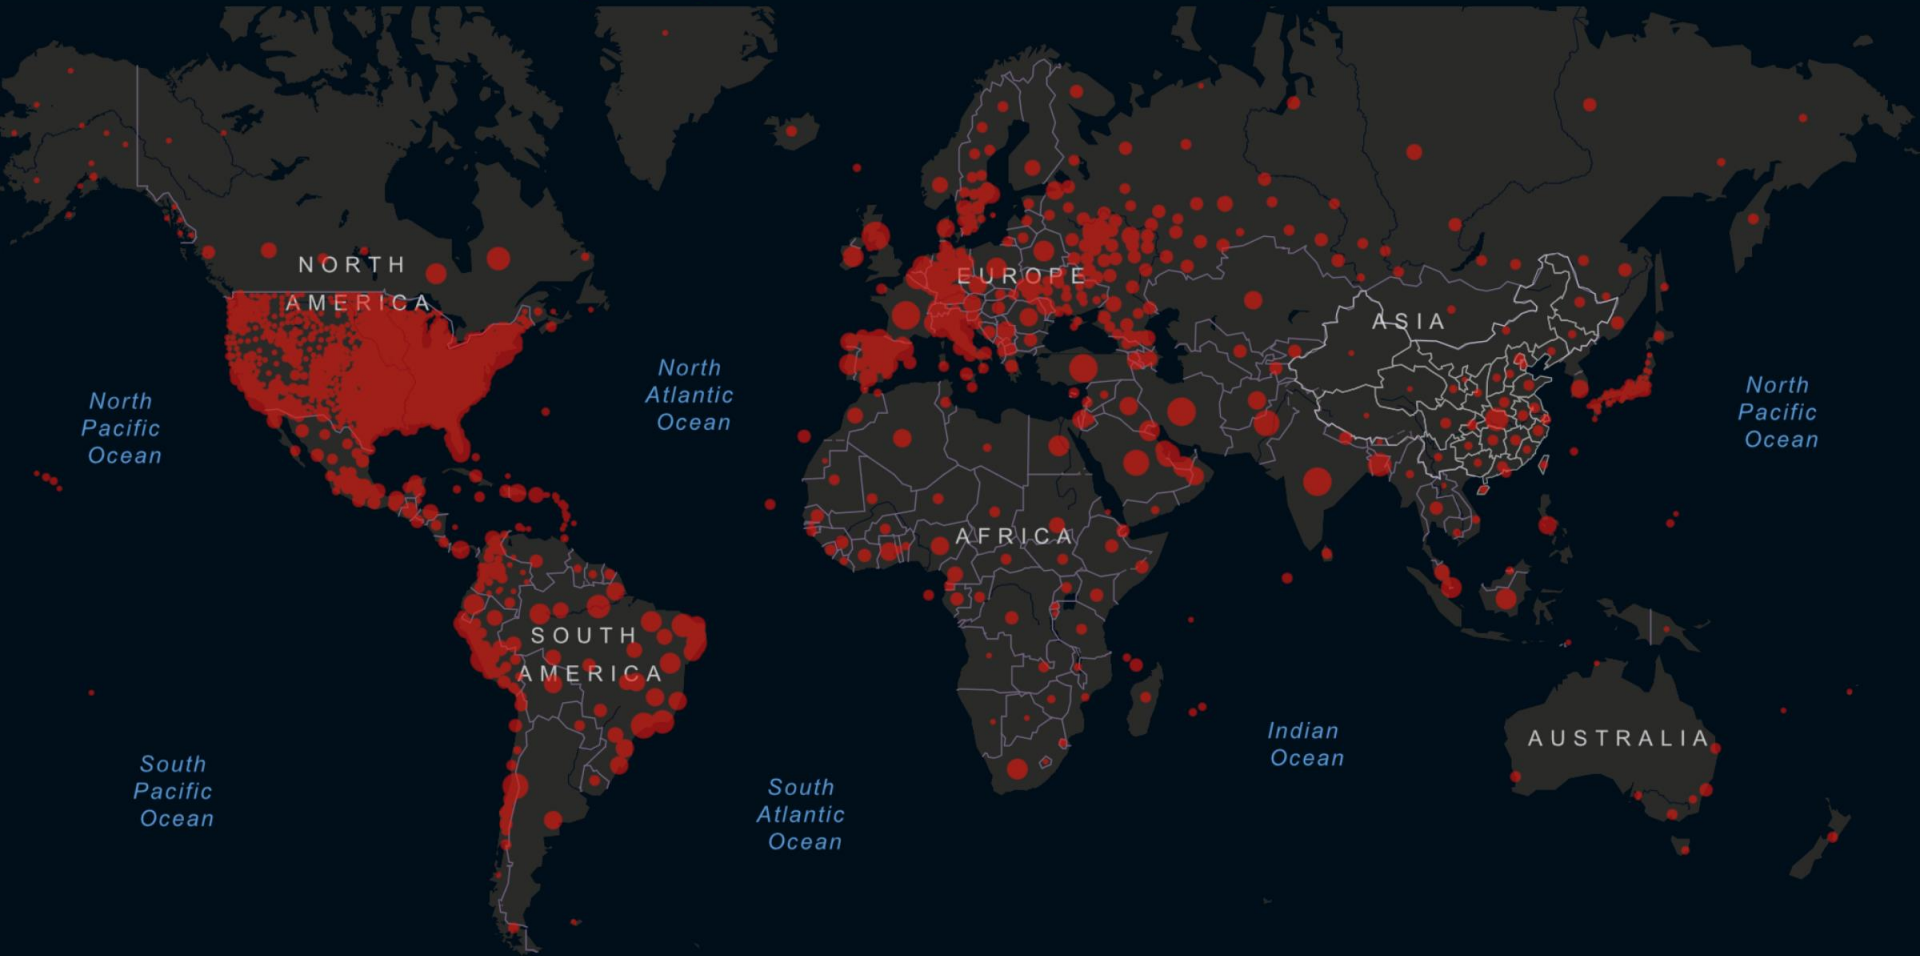 NORTH
AMERICA
EUROPE
ASIA
North
Pacific
Ocean
North
Atlantic
Ocean
North
Pacific
Ocean
AFRICA
SOUTH
AMERICA
South
Pacific
Ocean
South
Atlantic
Ocean
Indian
Ocean
AUSTRALIA